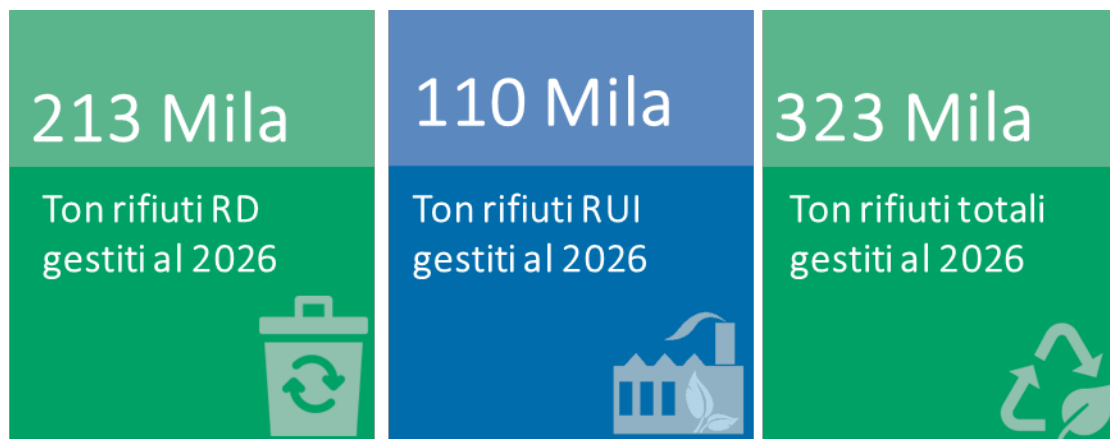 213 Mila
Ton rifiuti RD
gestiti al 2026
110 Mila
Ton rifiuti RUI
gestiti al 2026
323 Mila
Ton rifiuti totali
gestiti al 2026